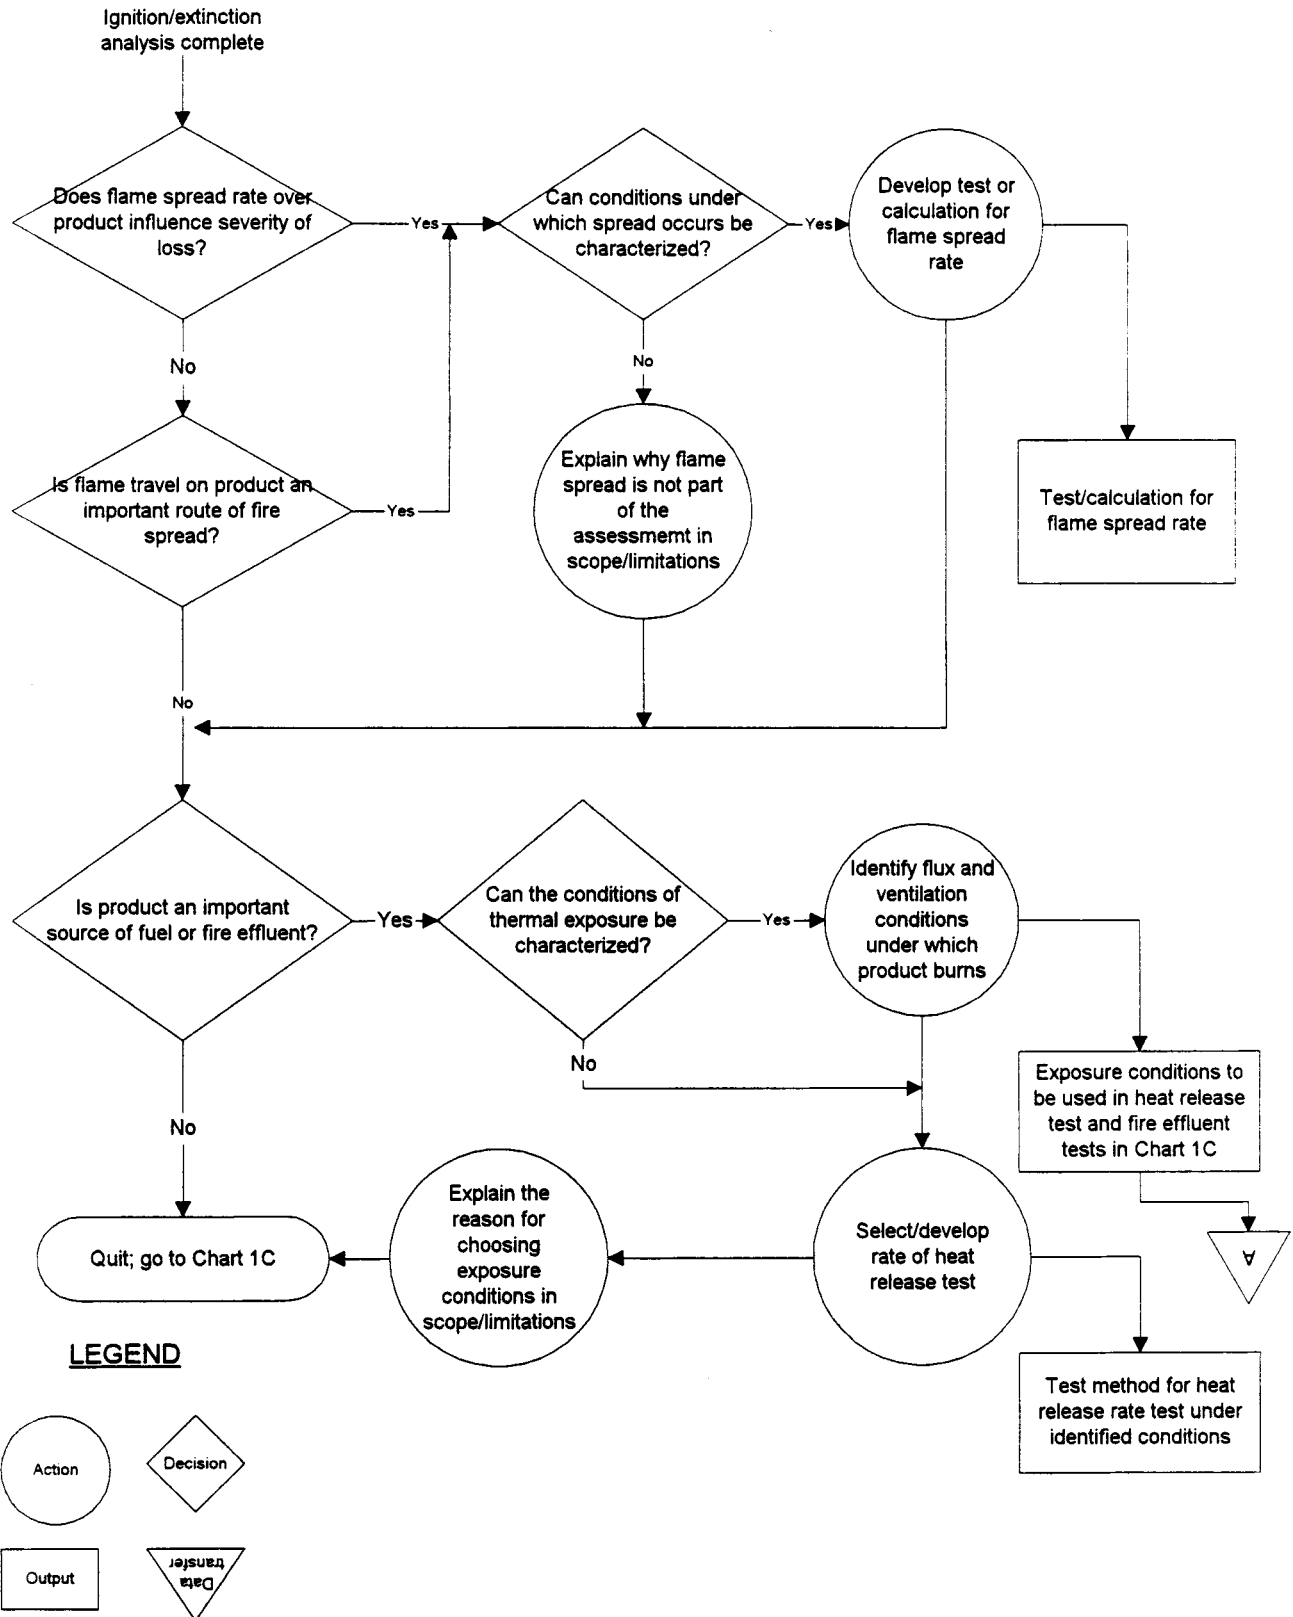 Ignition/extinction
analysis complete
Does flame spread rate over
product influence severity of
loss?
Yes
Can conditions under
which spread occurs be
characterized?
Yes
Develop test or
calculation for
flame spread
rate
No
No
Is flame travel on product an
important route of fire
spread?
Yes
Explain why flame
spread is not part
of the
assessmemt in
scope/limitations
Test/calculation for
flame spread rate
No
Is product an important
source of fuel or fire effluent?
Yes
Can the conditions of
thermal exposure be
characterized?
Yes
Identify flux and
ventilation
conditions
under which
product burns
No
No
Exposure conditions to
be used in heat release
test and fire effluent
tests in Chart 1C
A
Quit; go to Chart 1C
Explain the
reason for
choosing
exposure
conditions in
scope/limitations
Select/develop
rate of heat
release test
Test method for heat
release rate test under
identified conditions
LEGEND
Action
Decision
Output
Data
transfer